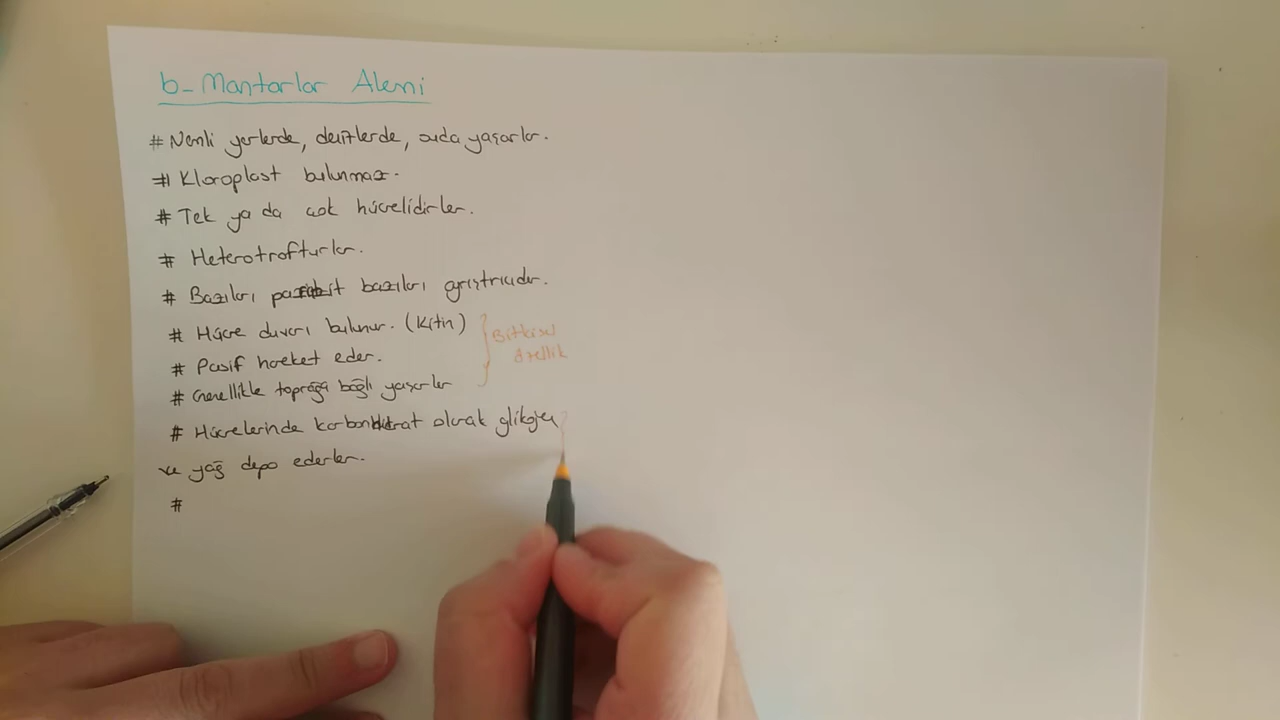 b- Mantarlar Alemi
# Nemli yerlerde, denizlerde, suda yaşarlar.
# Kloroplast bulunmaz.
# Tek ya da çok hücrelidirler.
# Heterotrofturlar.
# Bazıları parazit bazıları ayrıştırıcıdır.
# Hücre duvarı bulunur. (Kitin)
# Pasif hareket eder.
# Genellikle toprağa bağlı yaşarlar
Bitkisel
özellik
# Hücrelerinde karbonhidrat olarak glikojen
ve yağ depo ederler.
#